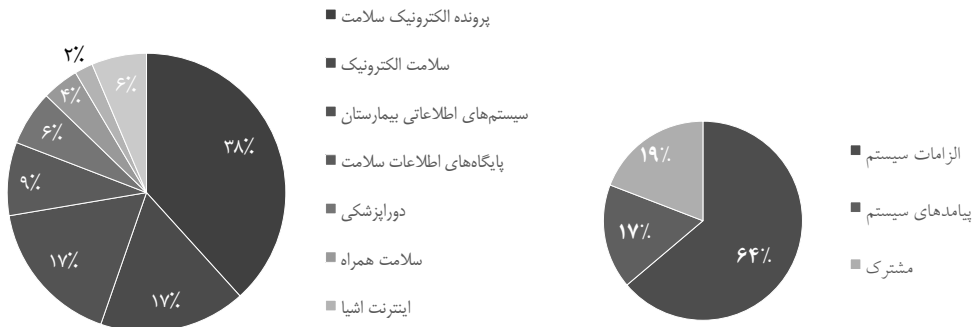 پرونده الکترونیک سلامت
سلامت الکترونیک
سیستم‌های اطلاعاتی بیمارستان
پایگاه‌های اطلاعات سلامت
دوراپزشکی
سلامت همراه
اینترنت اشیا
۳۸٪
۱۷٪
۱۷٪
۹٪
۶٪
۴٪
۲٪
۶٪
الزامات سیستم
پیامدهای سیستم
مشترک
۶۴٪
۱۷٪
۱۹٪